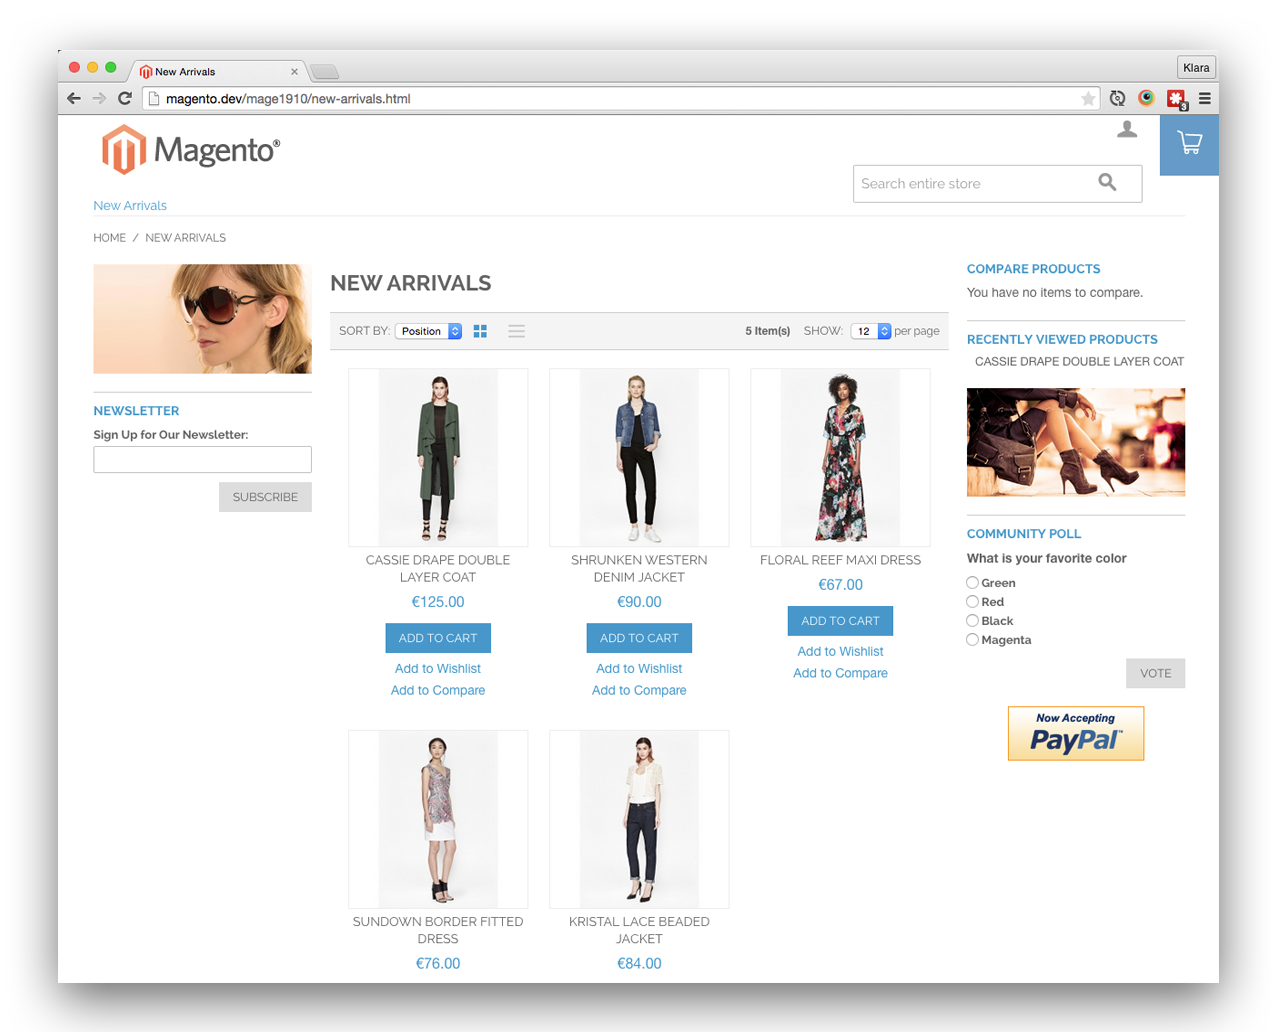 New Arrivals
Klara
magento.dev/mage1910/new-arrivals.html
3
Magento®
Search entire store
New Arrivals
HOME / NEW ARRIVALS
NEWSLETTER
Sign Up for Our Newsletter:
SUBSCRIBE
NEW ARRIVALS
SORT BY: Position
5 Item(s) SHOW: 12 per page
CASSIE DRAPE DOUBLE
LAYER COAT
€125.00
ADD TO CART
Add to Wishlist
Add to Compare
SHRUNKEN WESTERN
DENIM JACKET
€90.00
ADD TO CART
Add to Wishlist
Add to Compare
FLORAL REEF MAXI DRESS
€67.00
ADD TO CART
Add to Wishlist
Add to Compare
SUNDOWN BORDER FITTED
DRESS
€76.00
KRISTAL LACE BEADED
JACKET
€84.00
COMPARE PRODUCTS
You have no items to compare.
RECENTLY VIEWED PRODUCTS
CASSIE DRAPE DOUBLE LAYER COAT
COMMUNITY POLL
What is your favorite color
Green
Red
Black
Magenta
VOTE
Now Accepting
PayPal™